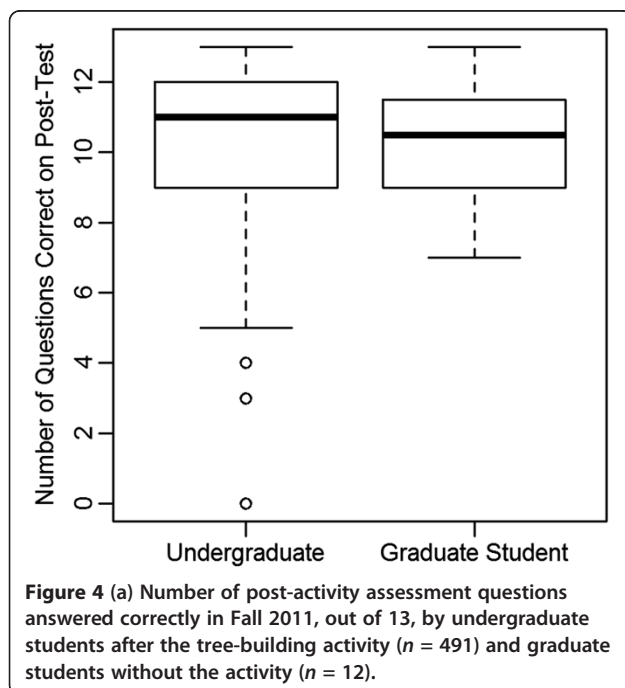 Number of Questions Correct on Post-Test
12
10
8
6
4
2
0
Undergraduate
Graduate Student
Figure 4 (a) Number of post-activity assessment questions
answered correctly in Fall 2011, out of 13, by undergraduate
students after the tree-building activity (n = 491) and graduate
students without the activity (n = 12).